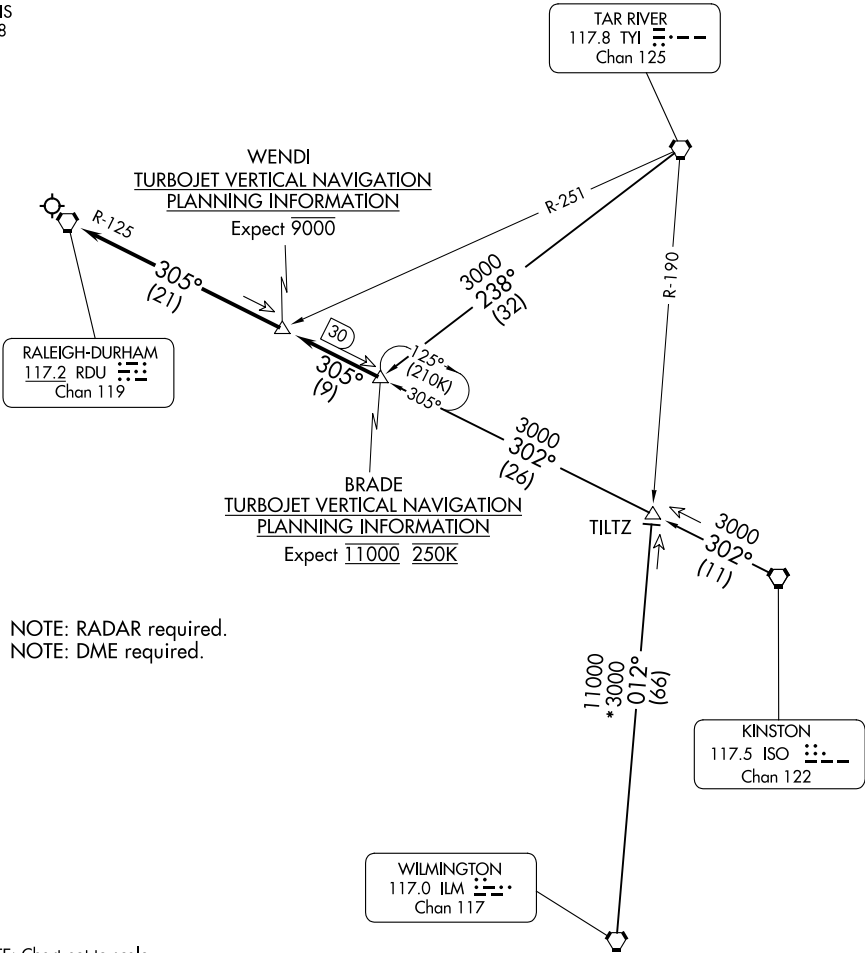 TAR RIVER
117.8 TYI
Chan 125
WENDI
TURBOJET VERTICAL NAVIGATION
PLANNING INFORMATION
Expect 9000
R-251
R-125
305°
(21)
3000
238°
(32)
R-190
30
305°
(9)
125°
(210K)
305°
RALEIGH-DURHAM
117.2 RDU
Chan 119
3000
302°
(26)
BRADE
TURBOJET VERTICAL NAVIGATION
PLANNING INFORMATION
Expect 11000 250K
TILTZ
3000
302°
(11)
NOTE: RADAR required.
NOTE: DME required.
11000
*3000
012°
(66)
KINSTON
117.5 ISO
Chan 122
WILMINGTON
117.0 ILM
Chan 117